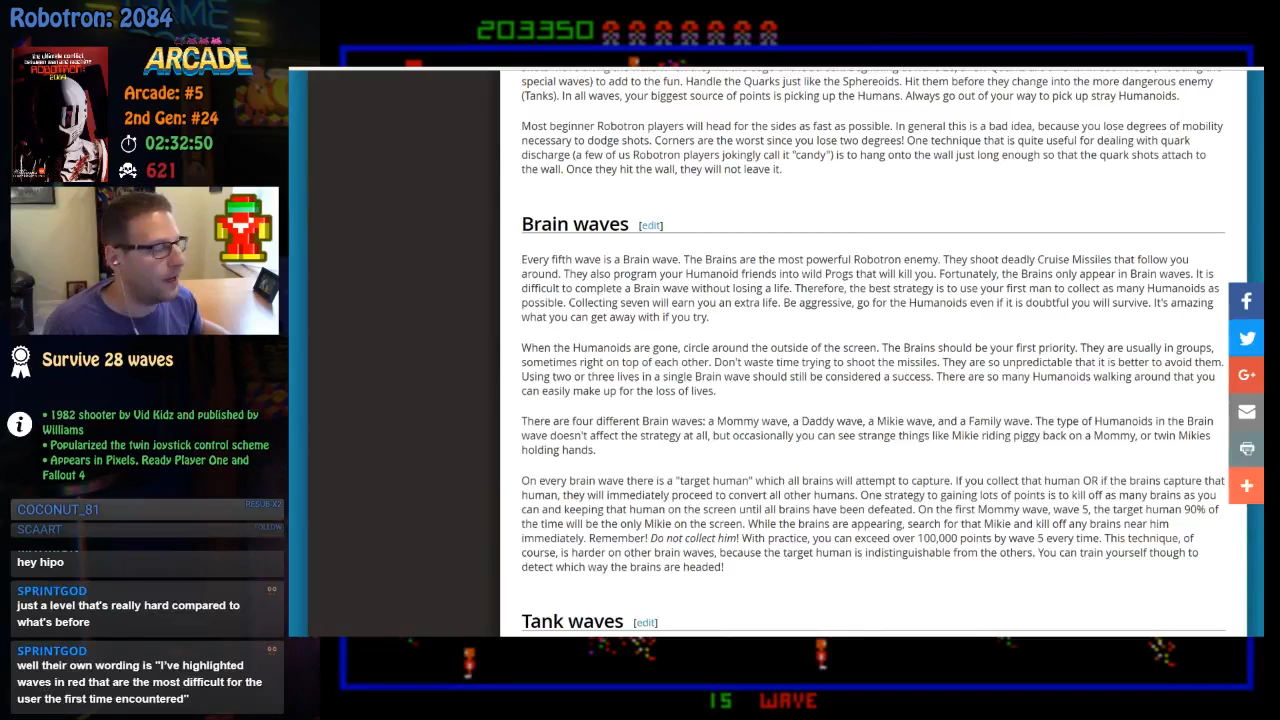 Robotron: 2084
203350
the ultimate conflict
between man and machine
ROBOTRON
2084
ARCADE
Arcade: #5
2nd Gen: #24
02:32:50
621
Survive 28 waves
• 1982 shooter by Vid Kidz and published by
Williams
• Popularized the twin joystick control scheme
• Appears in Pixels, Ready Player One and
Fallout 4
COCONUT_81
RESUB X2
SCAART
FOLLOW
hey hipo
SPRINTGOD
just a level that's really hard compared to
what's before
SPRINTGOD
well their own wording is "I've highlighted
waves in red that are the most difficult for the
user the first time encountered"
special waves) to add to the fun. Handle the Quarks just like the Sphereoids. Hit them before they change into the more dangerous enemy
(Tanks). In all waves, your biggest source of points is picking up the Humans. Always go out of your way to pick up stray Humanoids.
Most beginner Robotron players will head for the sides as fast as possible. In general this is a bad idea, because you lose degrees of mobility
necessary to dodge shots. Corners are the worst since you lose two degrees! One technique that is quite useful for dealing with quark
discharge (a few of us Robotron players jokingly call it "candy") is to hang onto the wall just long enough so that the quark shots attach to
the wall. Once they hit the wall, they will not leave it.
Brain waves [edit]
Every fifth wave is a Brain wave. The Brains are the most powerful Robotron enemy. They shoot deadly Cruise Missiles that follow you
around. They also program your Humanoid friends into wild Progs that will kill you. Fortunately, the Brains only appear in Brain waves. It is
difficult to complete a Brain wave without losing a life. Therefore, the best strategy is to use your first man to collect as many Humanoids as
possible. Collecting seven will earn you an extra life. Be aggressive, go for the Humanoids even if it is doubtful you will survive. It's amazing
what you can get away with if you try.
When the Humanoids are gone, circle around the outside of the screen. The Brains should be your first priority. They are usually in groups,
sometimes right on top of each other. Don't waste time trying to shoot the missiles. They are so unpredictable that it is better to avoid them.
Using two or three lives in a single Brain wave should still be considered a success. There are so many Humanoids walking around that you
can easily make up for the loss of lives.
There are four different Brain waves: a Mommy wave, a Daddy wave, a Mikie wave, and a Family wave. The type of Humanoids in the Brain
wave doesn't affect the strategy at all, but occasionally you can see strange things like Mikie riding piggy back on a Mommy, or twin Mikies
holding hands.
On every brain wave there is a "target human" which all brains will attempt to capture. If you collect that human OR if the brains capture that
human, they will immediately proceed to convert all other humans. One strategy to gaining lots of points is to kill off as many brains as you
can and keeping that human on the screen until all brains have been defeated. On the first Mommy wave, wave 5, the target human 90% of
the time will be the only Mikie on the screen. While the brains are appearing, search for that Mikie and kill off any brains near him
immediately. Remember! Do not collect him! With practice, you can exceed over 100,000 points by wave 5 every time. This technique, of
course, is harder on other brain waves, because the target human is indistinguishable from the others. You can train yourself though to
detect which way the brains are headed!
Tank waves [edit]
15 WAVE